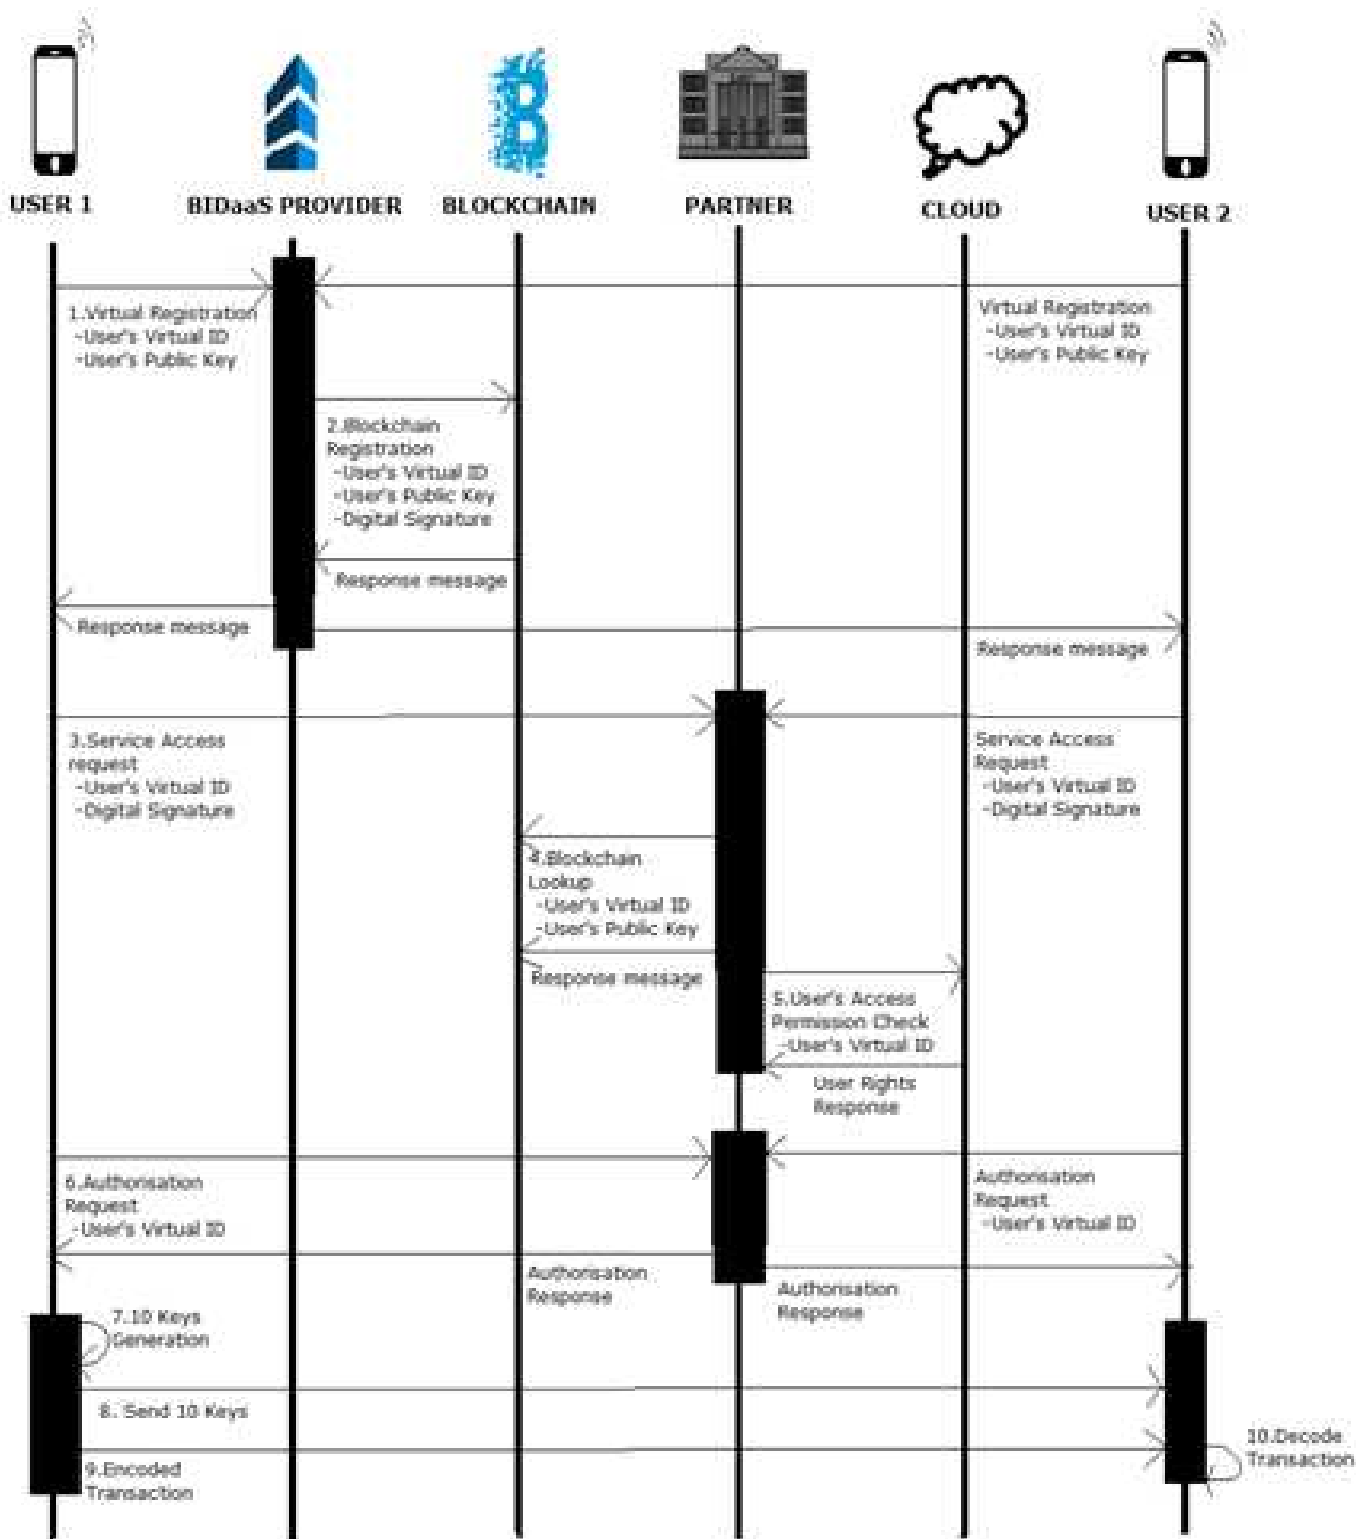 USER 1
BIDaaS PROVIDER
BLOCKCHAIN
PARTNER
CLOUD
USER 2
1.Virtual Registration
-User's Virtual ID
-User's Public Key
Virtual Registration
-User's Virtual ID
-User's Public Key
2.Blockchain
Registration
-User's Virtual ID
-User's Public Key
-Digital Signature
Response message
Response message
Response message
3.Service Access
request
-User's Virtual ID
-Digital Signature
Service Access
Request
-User's Virtual ID
-Digital Signature
4.Blockchain
Lookup
-User's Virtual ID
-User's Public Key
Response message
5.User's Access
Permission Check
-User's Virtual ID
User Rights
Response
6.Authorisation
Request
-User's Virtual ID
Authorisation
Request
-User's Virtual ID
Authorisation
Response
Authorisation
Response
7.10 Keys
Generation
8. Send 10 Keys
9.Encoded
Transaction
10.Decode
Transaction